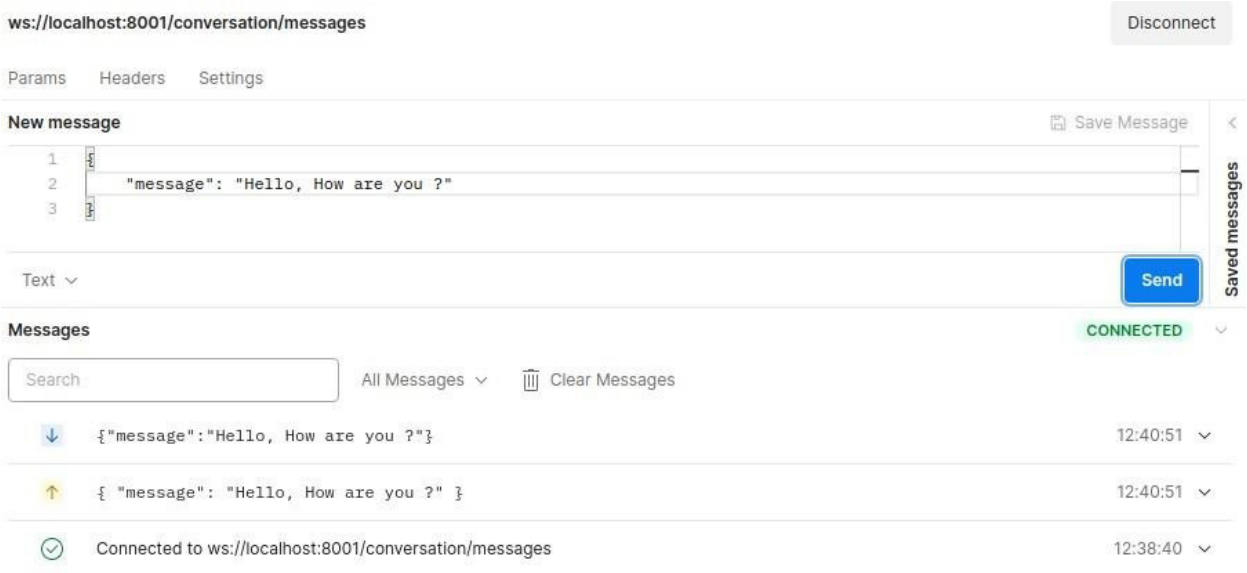 ws://localhost:8001/conversation/messages
Disconnect
Params Headers Settings
New message
Save Message
1 {
2 "message": "Hello, How are you ?"
3 }
Saved messages
Text
Send
Messages
CONNECTED
Search
All Messages
Clear Messages
{"message":"Hello, How are you ?"} 12:40:51
{ "message": "Hello, How are you ?" } 12:40:51
Connected to ws://localhost:8001/conversation/messages 12:38:40